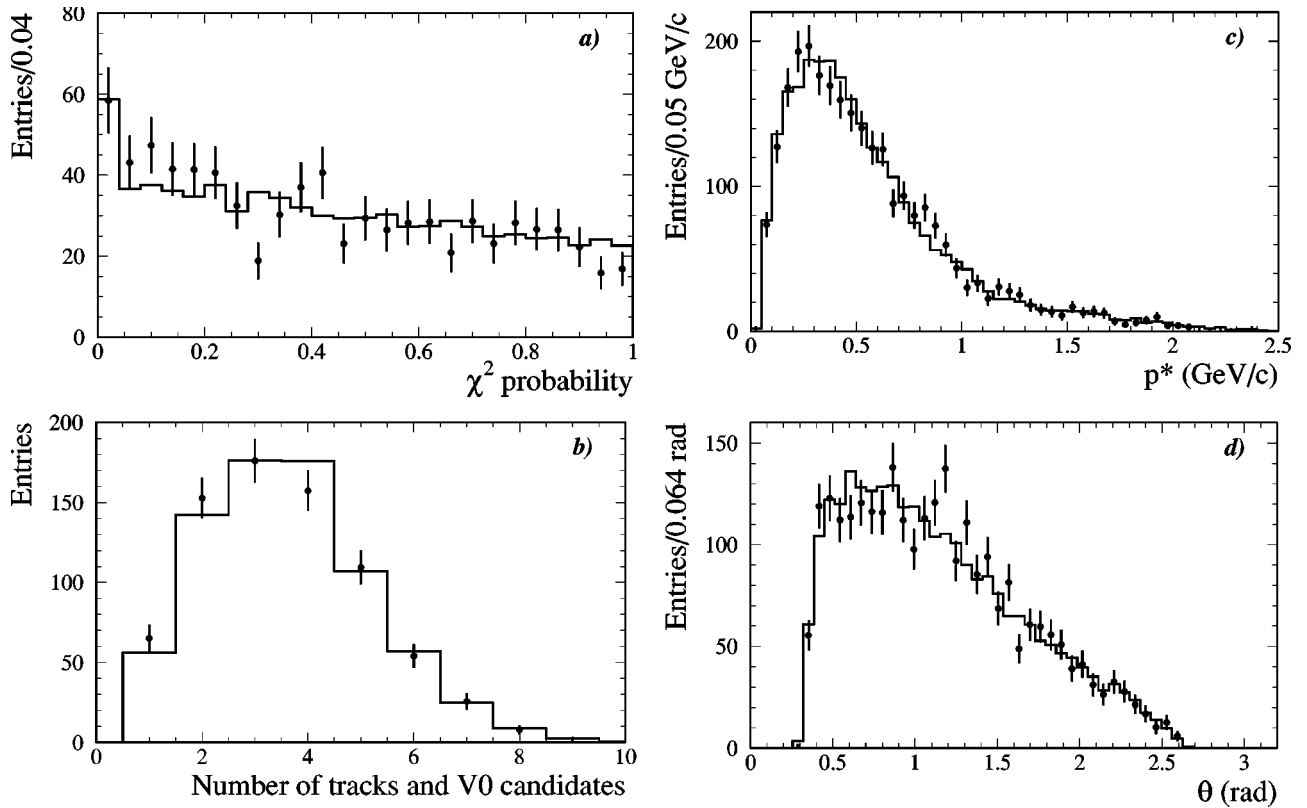 a)
Entries/0.04
80
60
40
20
0
0 0.2 0.4 0.6 0.8 1
χ² probability
c)
Entries/0.05 GeV/c
200
150
100
50
0
0 0.5 1 1.5 2 2.5
p* (GeV/c)
b)
Entries
200
150
100
50
0
0 2 4 6 8 10
Number of tracks and V0 candidates
d)
Entries/0.064 rad
150
100
50
0
0 0.5 1 1.5 2 2.5 3
θ (rad)